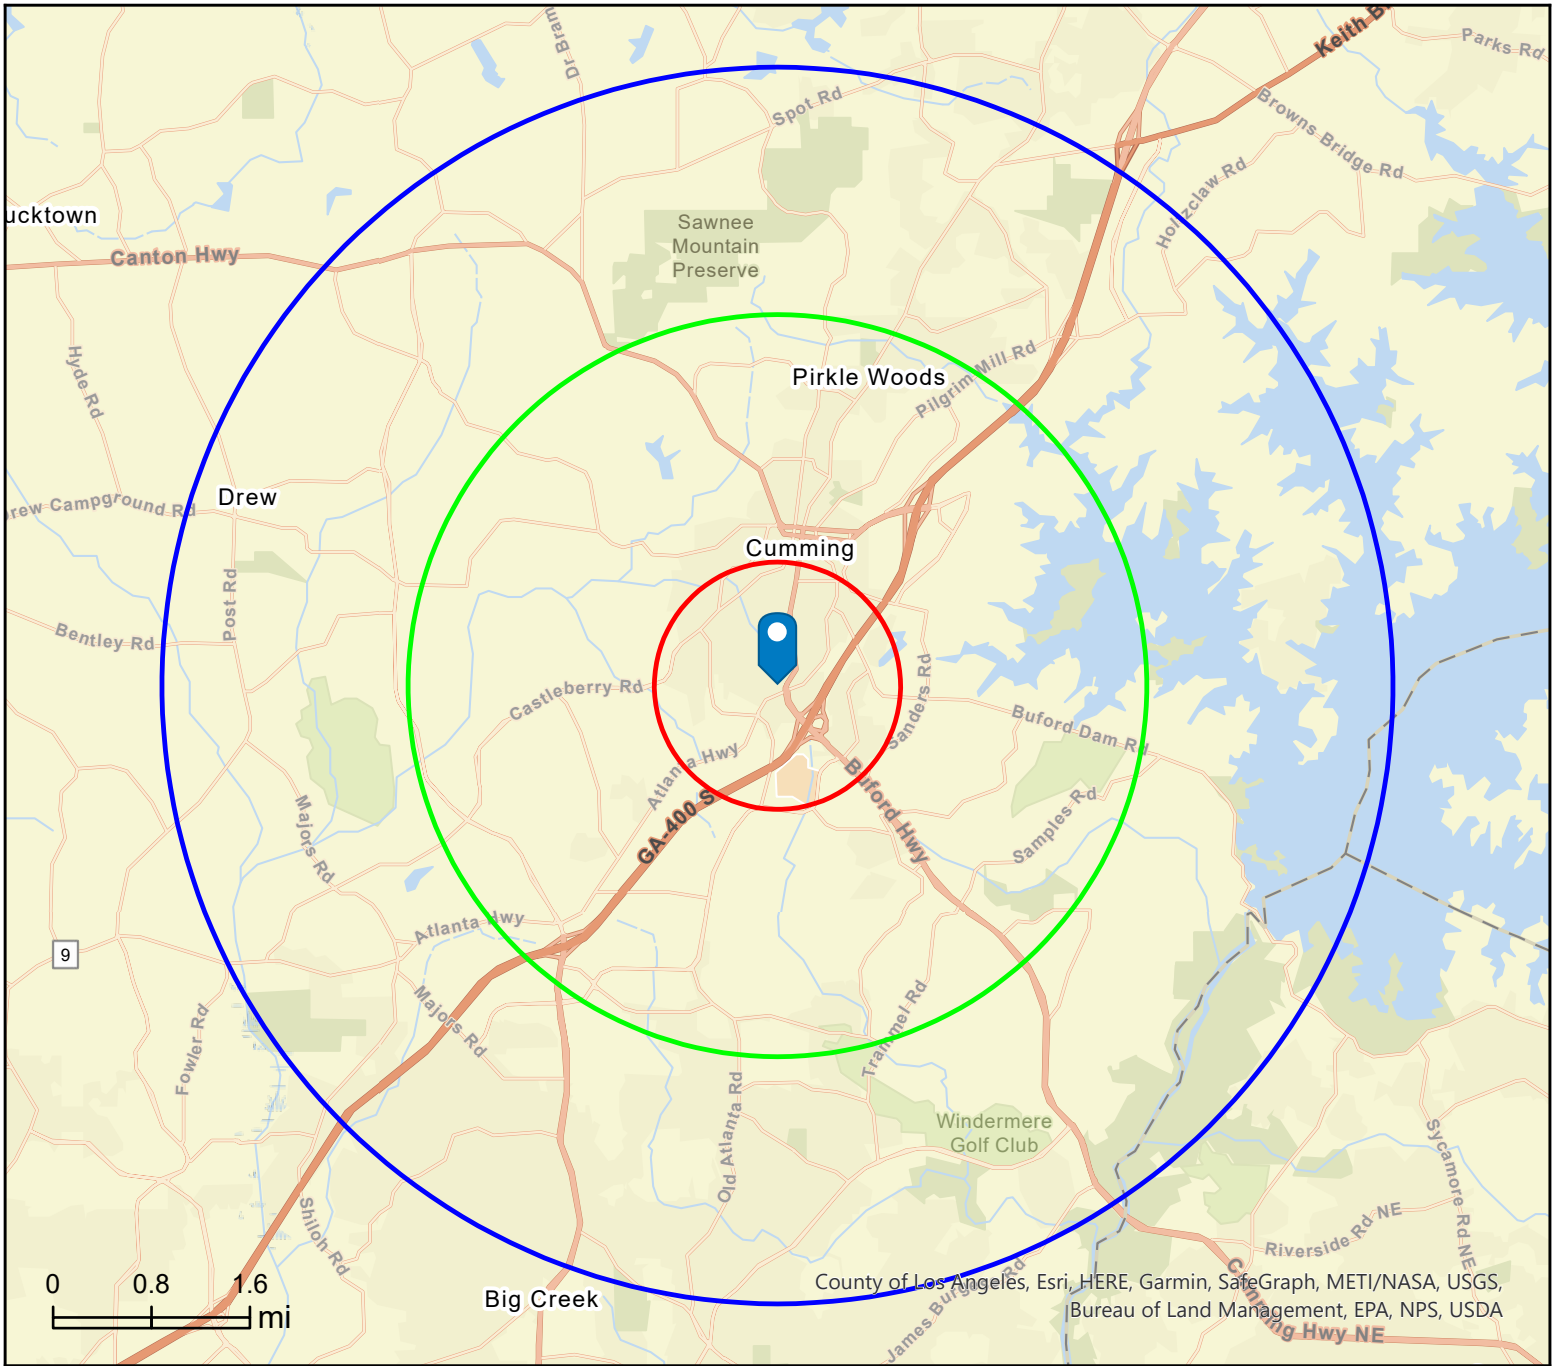 Keith B
Parks Rd
Dr Bram
Spot Rd
Browns Bridge Rd
Holtzclaw Rd
ucktown
Sawnee
Mountain
Preserve
Canton Hwy
Hyde Rd
Pirkle Woods
Pilgrim Mill Rd
Drew
rew Campground Rd
Cumming
Post Rd
Bentley Rd
Castleberry Rd
Sanders Rd
Buford Dam Rd
Atlanta Hwy
GA-400 S
Buford Hwy
Samples Rd
Majors Rd
Atlanta Hwy
9
Majors Rd
Trammel Rd
Fowler Rd
Old Atlanta Rd
Windermere
Golf Club
Sycamore Rd NE
Shiloh Rd
Riverside Rd NE
0 0.8 1.6
mi
Big Creek
James Burgess Rd
Cumming Hwy NE
County of Los Angeles, Esri, HERE, Garmin, SafeGraph, METI/NASA, USGS,
Bureau of Land Management, EPA, NPS, USDA